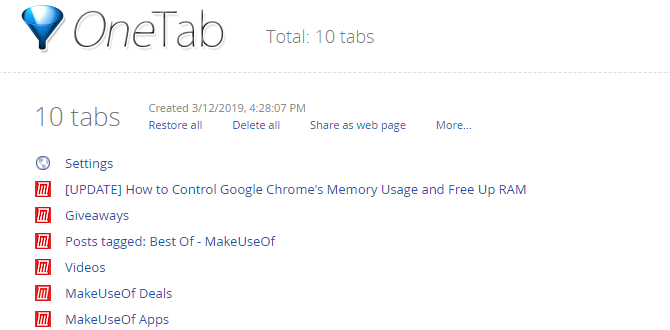 OneTab
Total: 10 tabs
10 tabs
Created 3/12/2019, 4:28:07 PM
Restore all Delete all Share as web page More...
Settings
[UPDATE] How to Control Google Chrome's Memory Usage and Free Up RAM
Giveaways
Posts tagged: Best Of - MakeUseOf
Videos
MakeUseOf Deals
MakeUseOf Apps